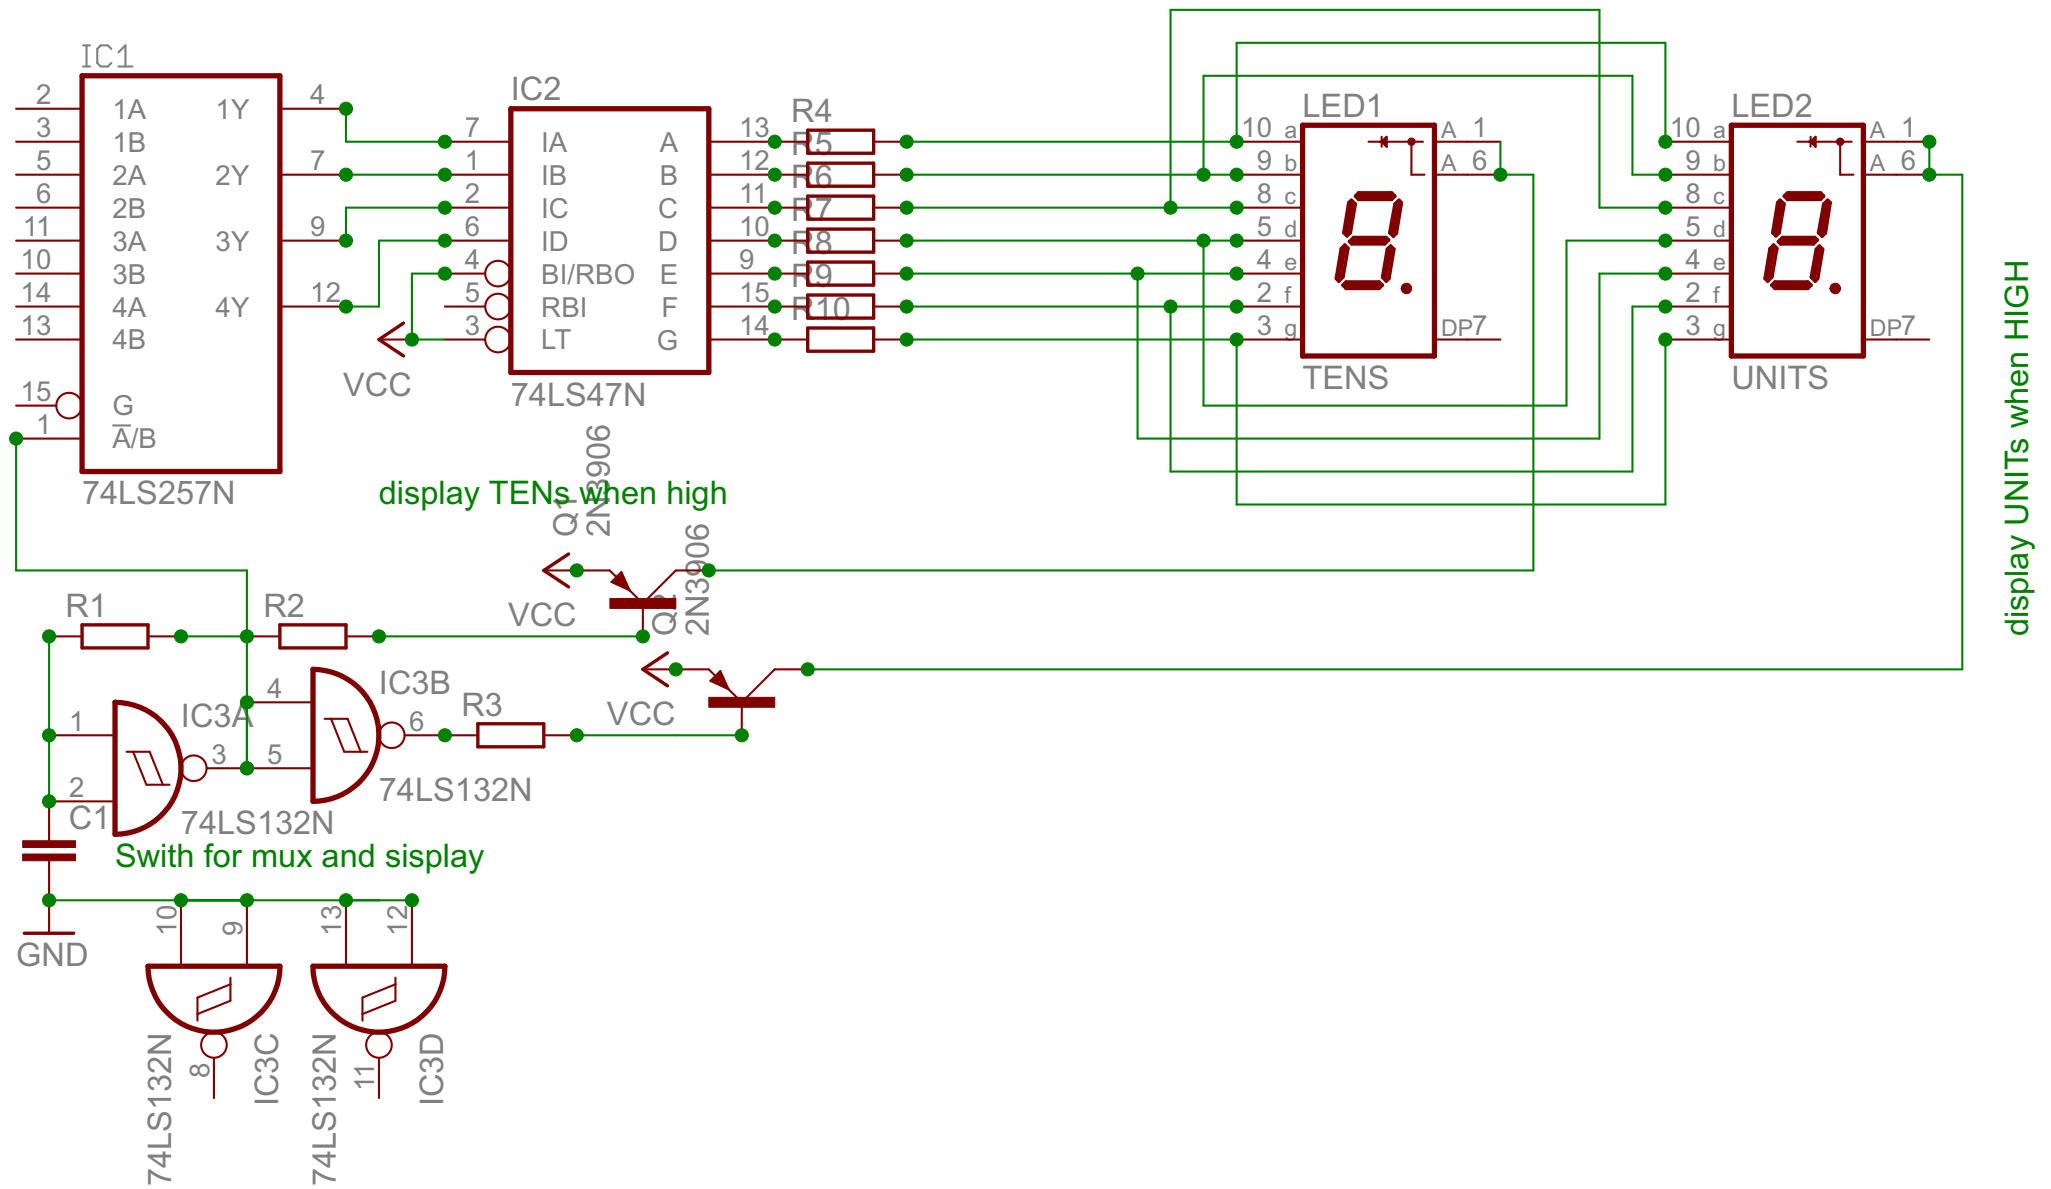 IC1
2 1A 1Y 4
3 1B
5 2A 2Y 7
6 2B
11 3A 3Y 9
10 3B
14 4A 4Y 12
13 4B
15 G
1 A/B
74LS257N
IC2
7 IA A 13
1 IB B 12
2 IC C 11
6 ID D 10
4 BI/RBO E 9
5 RBI F 15
3 LT G 14
74LS47N
VCC
R4
R5
R6
R7
R8
R9
R10
LED1
10 a A 1
9 b A 6
8 c
5 d
4 e
2 f
3 g DP 7
TENS
LED2
10 a A 1
9 b A 6
8 c
5 d
4 e
2 f
3 g DP 7
UNITS
display UNITs when HIGH
display TENs when high
Q1
2N3906
VCC
Q2
2N3906
VCC
R1
R2
IC3A
1
2
3
74LS132N
IC3B
4
5
6
74LS132N
R3
C1
Swith for mux and sisplay
GND
10
9
8
74LS132N
IC3C
13
12
11
74LS132N
IC3D